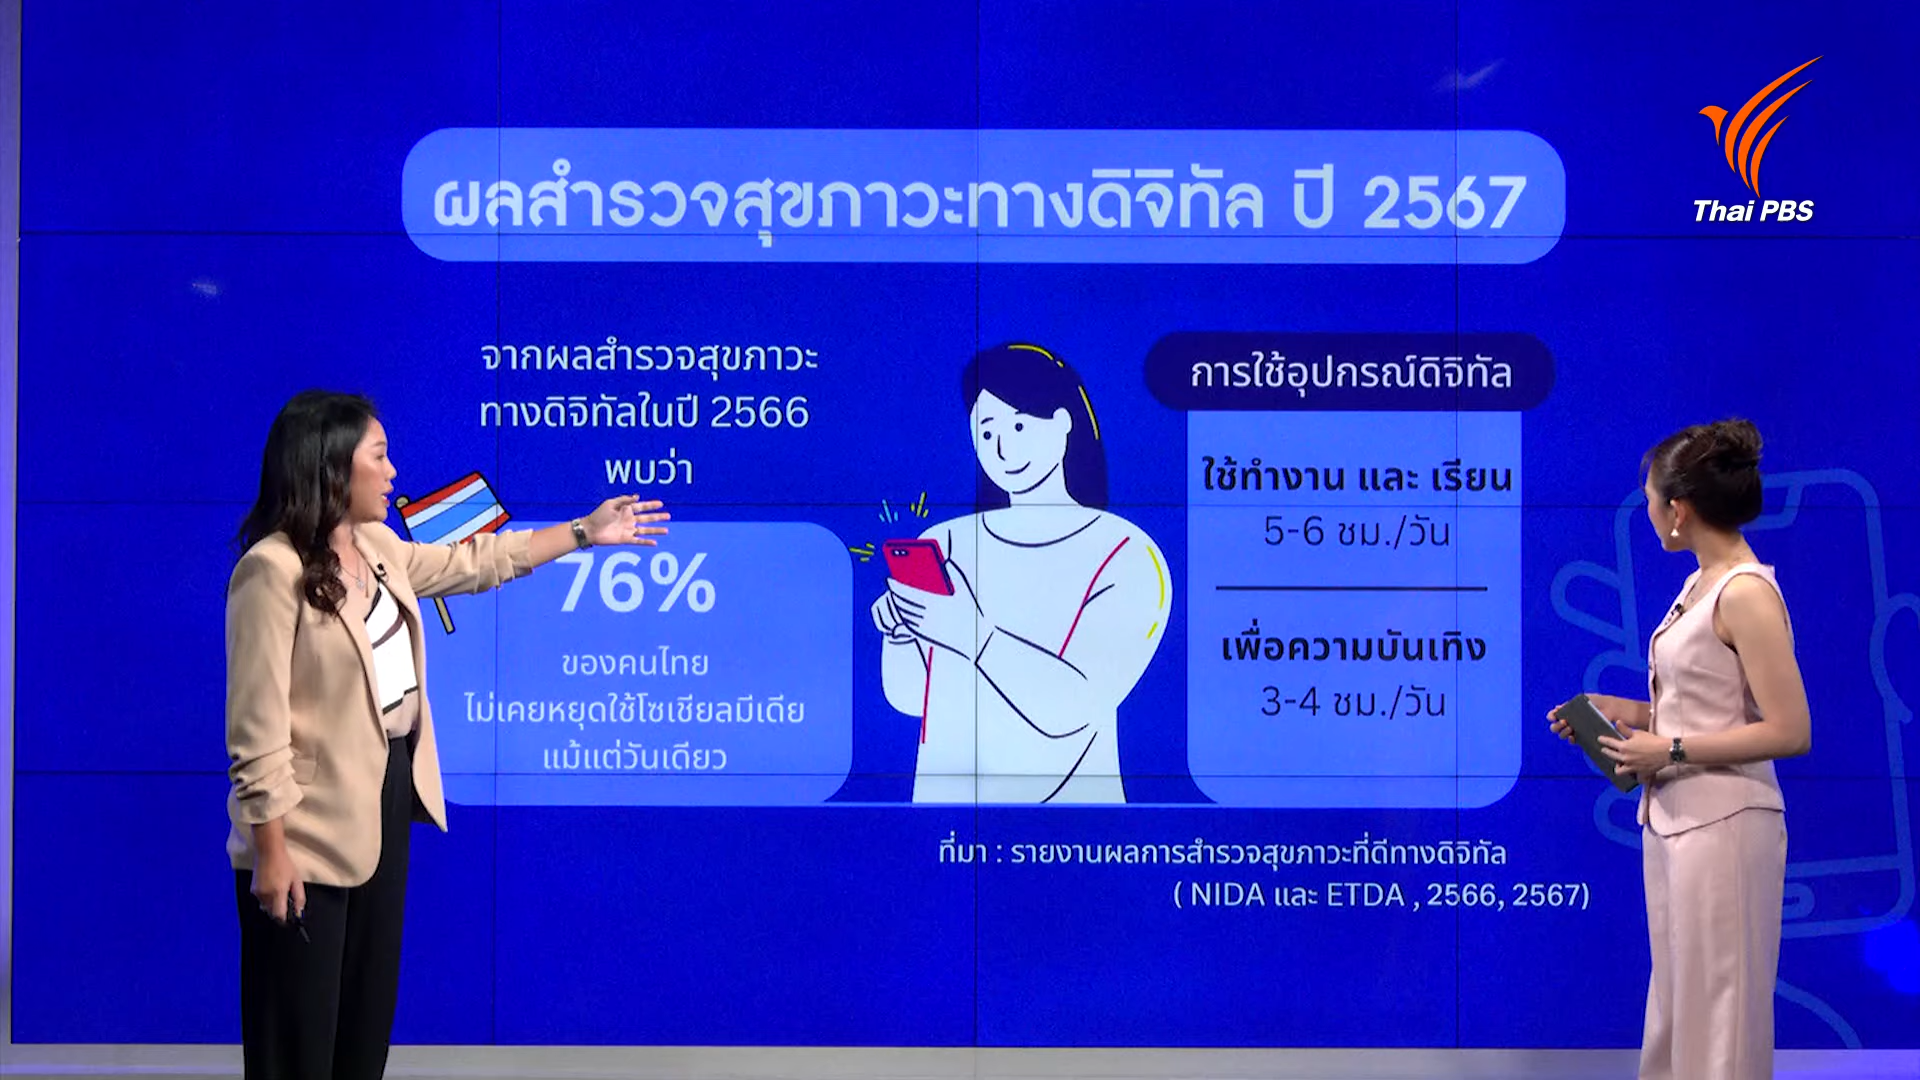 ผลสำรวจสุขภาวะทางดิจิทัล ปี 2567
Thai PBS
จากผลสำรวจสุขภาวะ
ทางดิจิทัลในปี 2566
พบว่า
76%
ของคนไทย
ไม่เคยหยุดใช้โซเชียลมีเดีย
แม้แต่วันเดียว
การใช้อุปกรณ์ดิจิทัล
ใช้ทำงาน และ เรียน
5-6 ชม./วัน
เพื่อความบันเทิง
3-4 ชม./วัน
ที่มา : รายงานผลการสำรวจสุขภาวะที่ดีทางดิจิทัล
( NIDA และ ETDA , 2566, 2567)